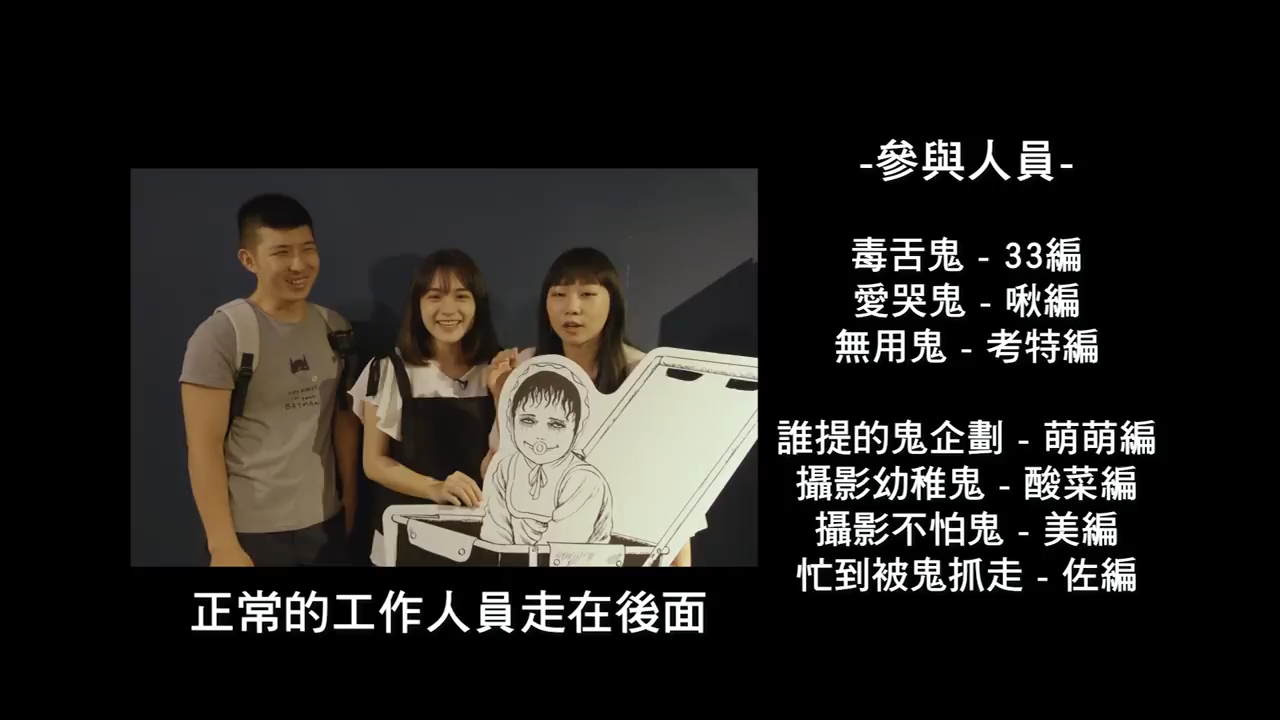 -參與人員-
毒舌鬼 - 33編
愛哭鬼 - 啾編
無用鬼 - 考特編
誰提的鬼企劃 - 萌萌編
攝影幼稚鬼 - 酸菜編
攝影不怕鬼 - 美編
忙到被鬼抓走 - 佐編
BATMAN
正常的工作人員走在後面